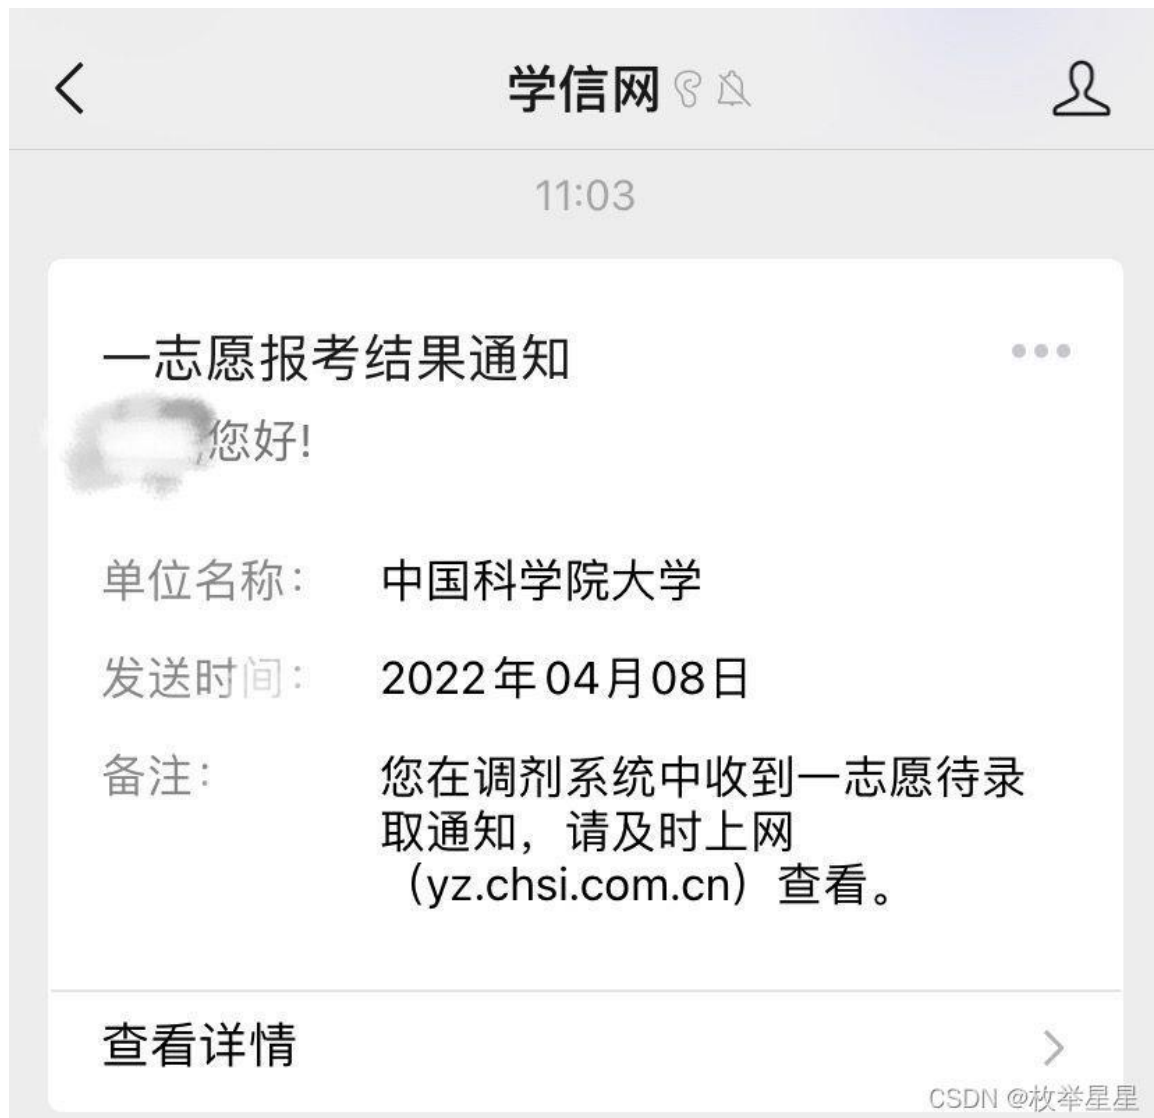 学信网
11:03
一志愿报考结果通知
,您好!
单位名称： 中国科学院大学
发送时间： 2022年04月08日
备注： 您在调剂系统中收到一志愿待录
取通知，请及时上网
（yz.chsi.com.cn）查看。
查看详情
CSDN @枚举星星